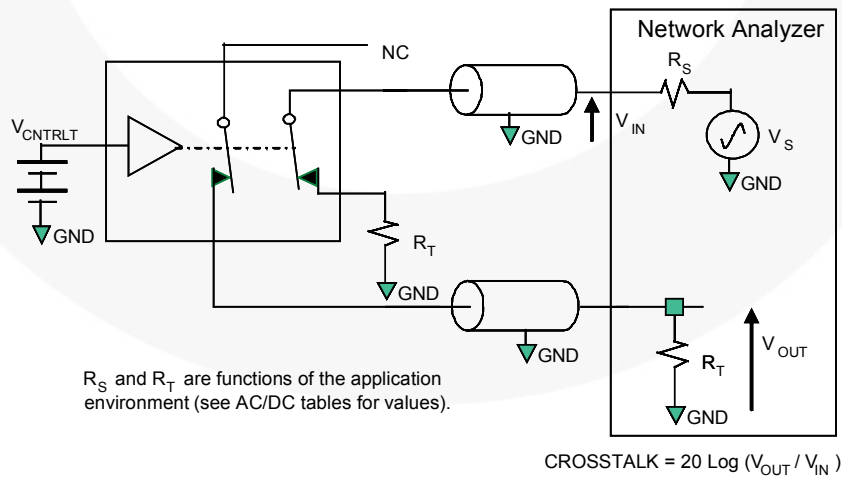 Network Analyzer
NC
R_S
V_CNTRLT
GND
V_IN
V_S
GND
GND
R_T
GND
GND
R_T
V_OUT
GND
R_S and R_T are functions of the application
environment (see AC/DC tables for values).
CROSSTALK = 20 Log (V_OUT / V_IN )